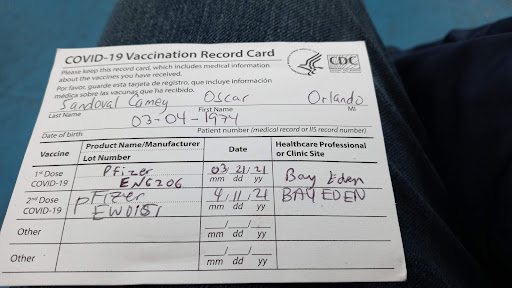 COVID-19 Vaccination Record Card
CDC
Please keep this record card, which includes medical information
about the vaccines you have received.
Por favor, guarde esta tarjeta de registro, que incluye información
médica sobre las vacunas que ha recibido.
Sandoval Camey Oscar Orlando
Last Name First Name MI
03-04-1974
Date of birth Patient number (medical record or IIS record number)
Vaccine Product Name/Manufacturer Date Healthcare Professional
Lot Number or Clinic Site
1st Dose Pfizer 03 21 21 Bay Eden
COVID-19 EN6206 mm dd yy
2nd Dose PFIZER 4 11 21 BAY EDEN
COVID-19 EW0151 mm dd yy
Other
mm dd yy
Other
mm dd yy